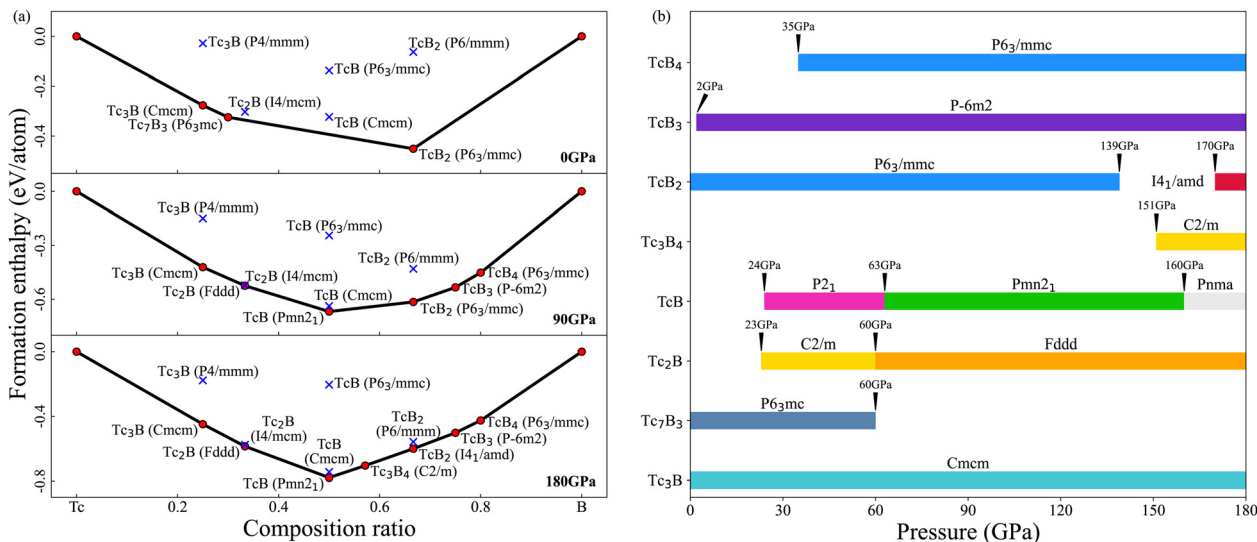 (a)
Formation enthalpy (eV/atom)
0.0
-0.2
-0.4
Tc₃B (P4/mmm)
TcB₂ (P6/mmm)
TcB (P6₃/mmc)
Tc₂B (I4/mcm)
Tc₃B (Cmcm)
Tc₇B₃ (P6₃mc)
TcB (Cmcm)
TcB₂ (P6₃/mmc)
0GPa
0.0
-0.3
-0.6
Tc₃B (P4/mmm)
TcB (P6₃/mmc)
TcB₂ (P6/mmm)
Tc₃B (Cmcm)
Tc₂B (I4/mcm)
TcB₄ (P6₃/mmc)
Tc₂B (Fddd)
TcB (Cmcm)
TcB₃ (P-6m2)
TcB₂ (P6₃/mmc)
TcB (Pmn2₁)
90GPa
0.0
-0.4
-0.8
Tc₃B (P4/mmm)
TcB (P6₃/mmc)
Tc₃B (Cmcm)
Tc₂B
(I4/mcm)
TcB₂
(P6/mmm)
TcB₄ (P6₃/mmc)
TcB₃ (P-6m2)
Tc₂B (Fddd)
TcB
(Cmcm)
TcB₂ (I4₁/amd)
Tc₃B₄ (C2/m)
TcB (Pmn2₁)
180GPa
Tc
0.2
0.4
0.6
0.8
B
Composition ratio
(b)
35GPa
P6₃/mmc
TcB₄
2GPa
P-6m2
TcB₃
P6₃/mmc
139GPa
170GPa
TcB₂
I4₁/amd
151GPa
C2/m
Tc₃B₄
24GPa
P2₁
63GPa
Pmn2₁
160GPa
Pnma
TcB
23GPa
C2/m
60GPa
Fddd
Tc₂B
P6₃mc
60GPa
Tc₇B₃
Cmcm
Tc₃B
0
30
60
90
120
150
180
Pressure (GPa)